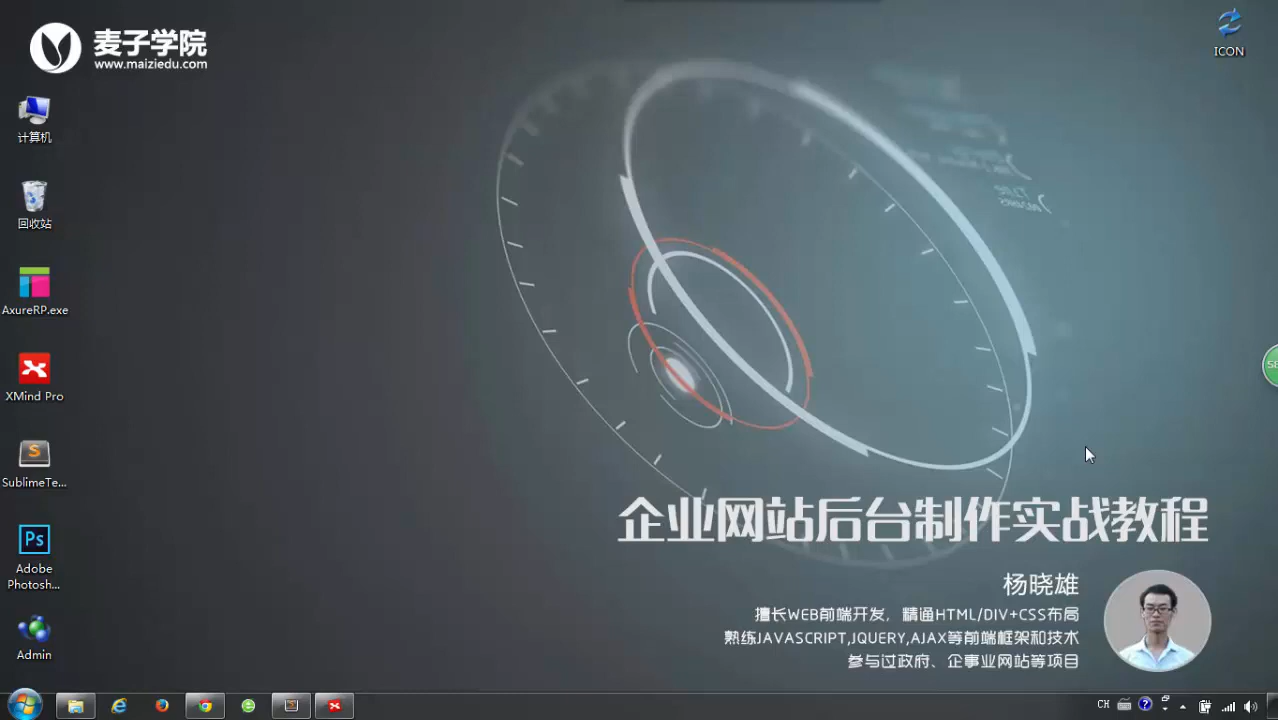 麦子学院
www.maiziedu.com
ICON
计算机
回收站
AxureRP.exe
XMind Pro
SublimeTe...
Ps
Adobe
Photosh...
Admin
企业网站后台制作实战教程
杨晓雄
擅长WEB前端开发，精通HTML/DIV+CSS布局
熟练JAVASCRIPT,JQUERY,AJAX等前端框架和技术
参与过政府、企事业网站等项目
CH